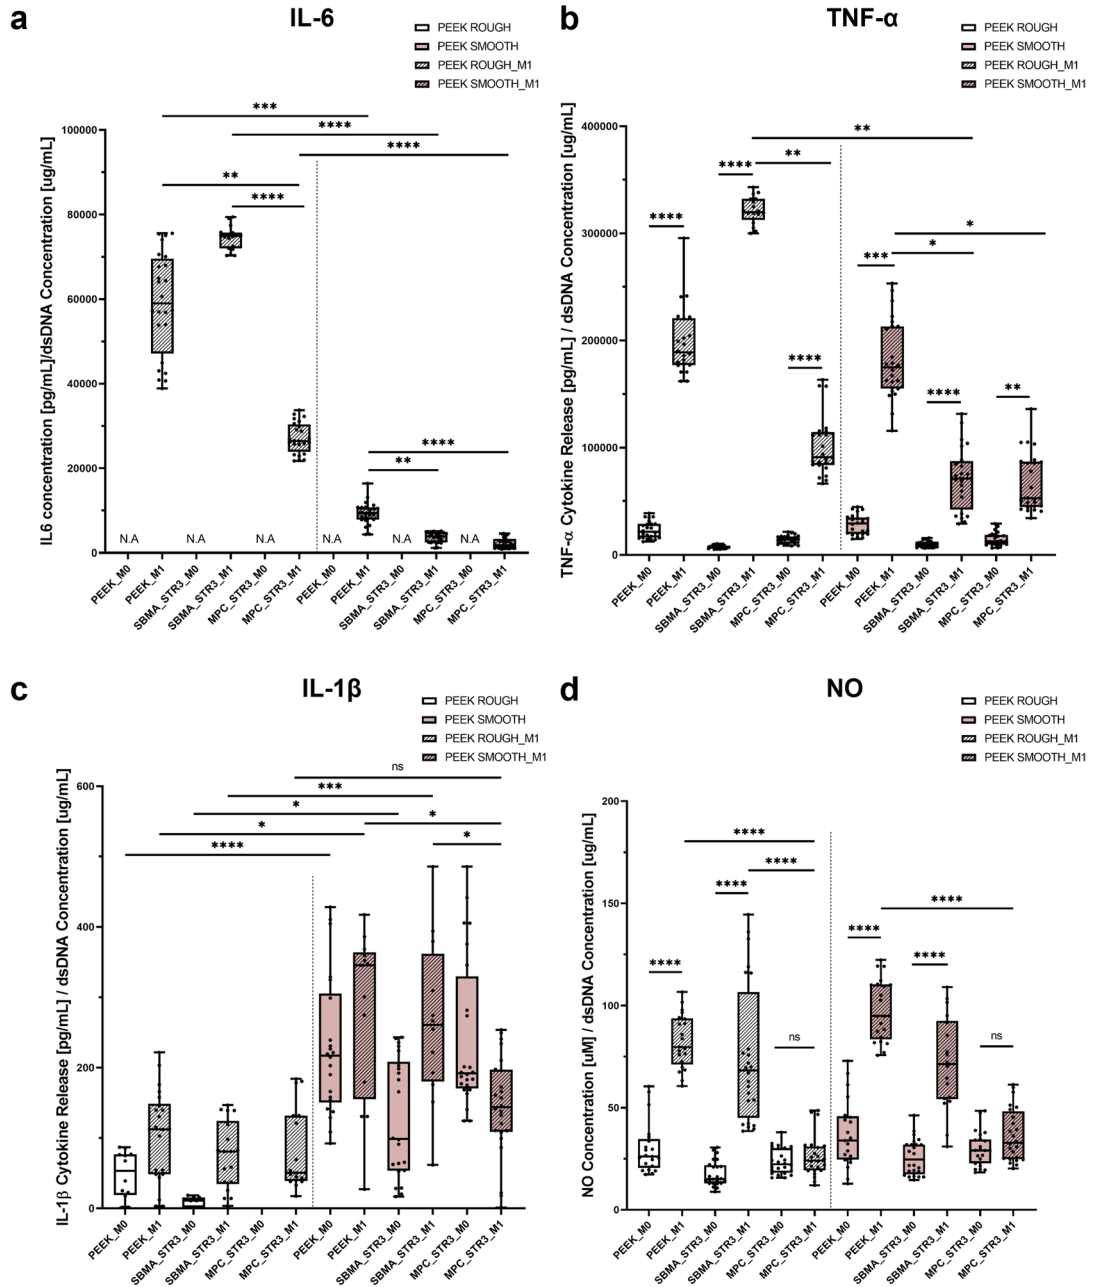 a
IL-6
PEEK ROUGH
PEEK SMOOTH
PEEK ROUGH_M1
PEEK SMOOTH_M1
IL6 concentration [pg/mL]/dsDNA Concentration [ug/mL]
100000
80000
60000
40000
20000
0
***
****
****
**
****
****
**
N.A
N.A
N.A
N.A
N.A
N.A
PEEK_M0
PEEK_M1
SBMA_STR3_M0
SBMA_STR3_M1
MPC_STR3_M0
MPC_STR3_M1
PEEK_M0
PEEK_M1
SBMA_STR3_M0
SBMA_STR3_M1
MPC_STR3_M0
MPC_STR3_M1
b
TNF-α
PEEK ROUGH
PEEK SMOOTH
PEEK ROUGH_M1
PEEK SMOOTH_M1
TNF-α Cytokine Release [pg/mL] / dsDNA Concentration [ug/mL]
400000
300000
200000
100000
0
**
****
**
****
*
*
***
****
****
**
PEEK_M0
PEEK_M1
SBMA_STR3_M0
SBMA_STR3_M1
MPC_STR3_M0
MPC_STR3_M1
PEEK_M0
PEEK_M1
SBMA_STR3_M0
SBMA_STR3_M1
MPC_STR3_M0
MPC_STR3_M1
c
IL-1β
PEEK ROUGH
PEEK SMOOTH
PEEK ROUGH_M1
PEEK SMOOTH_M1
IL-1β Cytokine Release [pg/mL] / dsDNA Concentration [ug/mL]
600
400
200
0
ns
***
*
*
*
*
****
PEEK_M0
PEEK_M1
SBMA_STR3_M0
SBMA_STR3_M1
MPC_STR3_M0
MPC_STR3_M1
PEEK_M0
PEEK_M1
SBMA_STR3_M0
SBMA_STR3_M1
MPC_STR3_M0
MPC_STR3_M1
d
NO
PEEK ROUGH
PEEK SMOOTH
PEEK ROUGH_M1
PEEK SMOOTH_M1
NO Concentration [uM] / dsDNA Concentration [ug/mL]
200
150
100
50
0
****
****
****
****
****
****
****
ns
ns
PEEK_M0
PEEK_M1
SBMA_STR3_M0
SBMA_STR3_M1
MPC_STR3_M0
MPC_STR3_M1
PEEK_M0
PEEK_M1
SBMA_STR3_M0
SBMA_STR3_M1
MPC_STR3_M0
MPC_STR3_M1